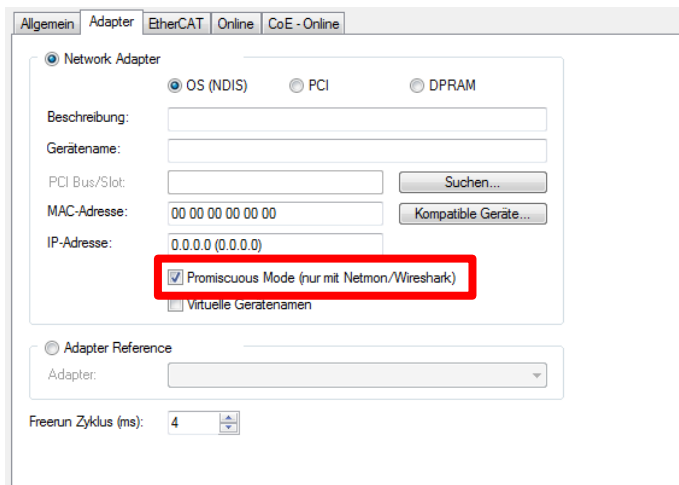 Allgemein Adapter EtherCAT Online CoE - Online
Network Adapter
OS (NDIS) PCI DPRAM
Beschreibung:
Gerätename:
PCI Bus/Slot: Suchen...
MAC-Adresse: 00 00 00 00 00 00 Kompatible Geräte...
IP-Adresse: 0.0.0.0 (0.0.0.0)
Promiscuous Mode (nur mit Netmon/Wireshark)
Virtuelle Gerätenamen
Adapter Reference
Adapter:
Freerun Zyklus (ms): 4